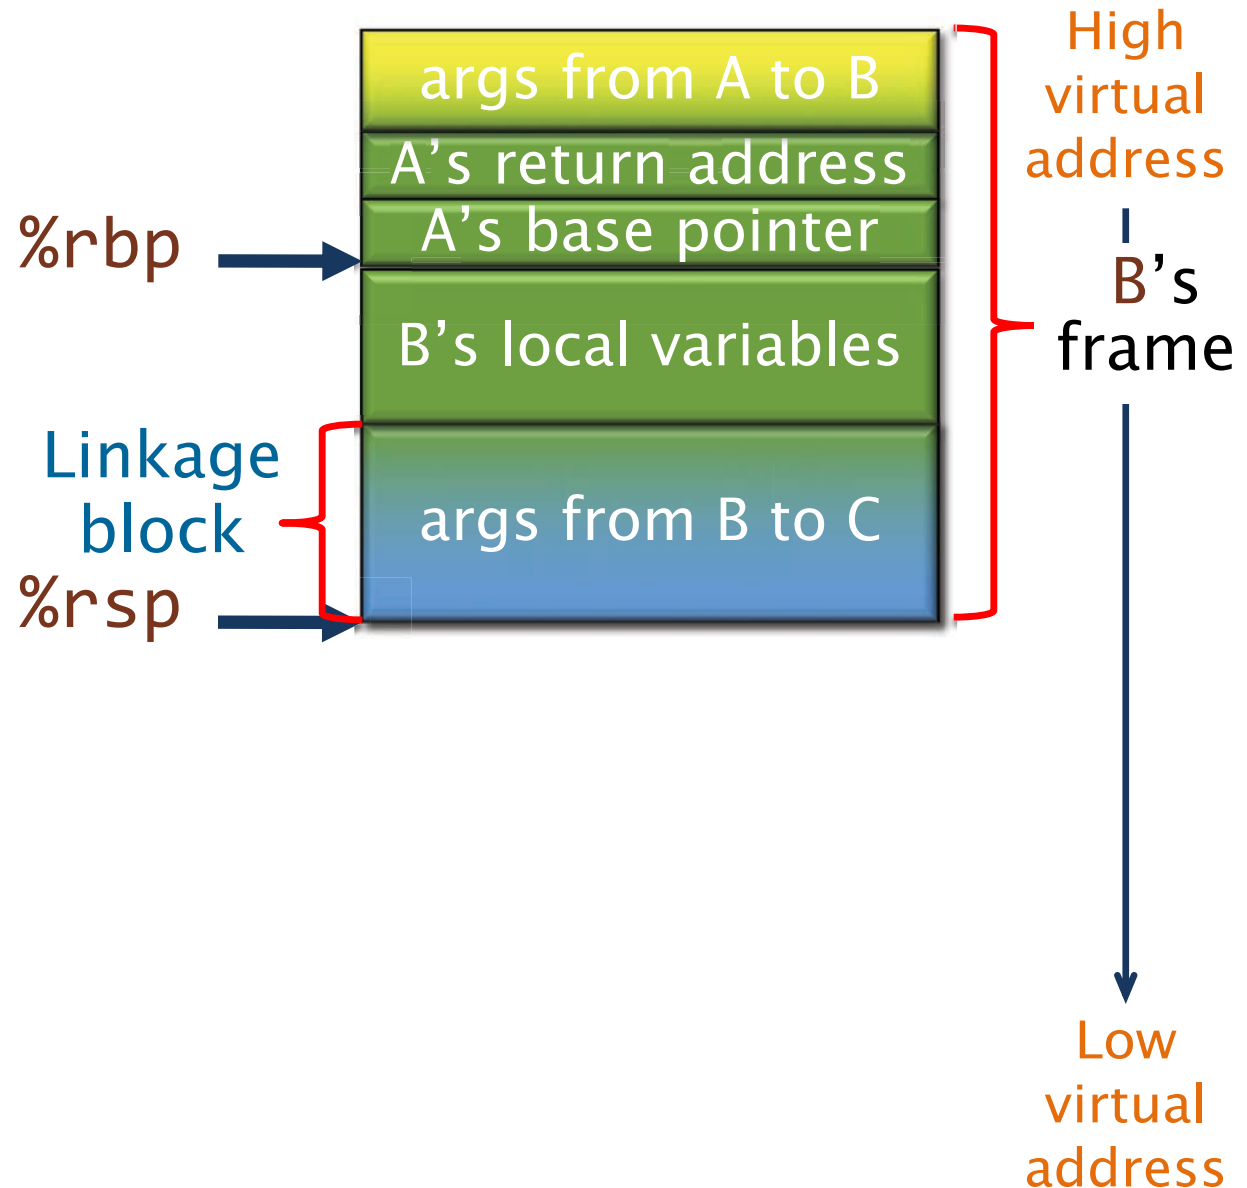 High
virtual
address
args from A to B
A’s return address
A’s base pointer
%rbp
B’s
frame
B’s local variables
Linkage
block
args from B to C
%rsp
Low
virtual
address